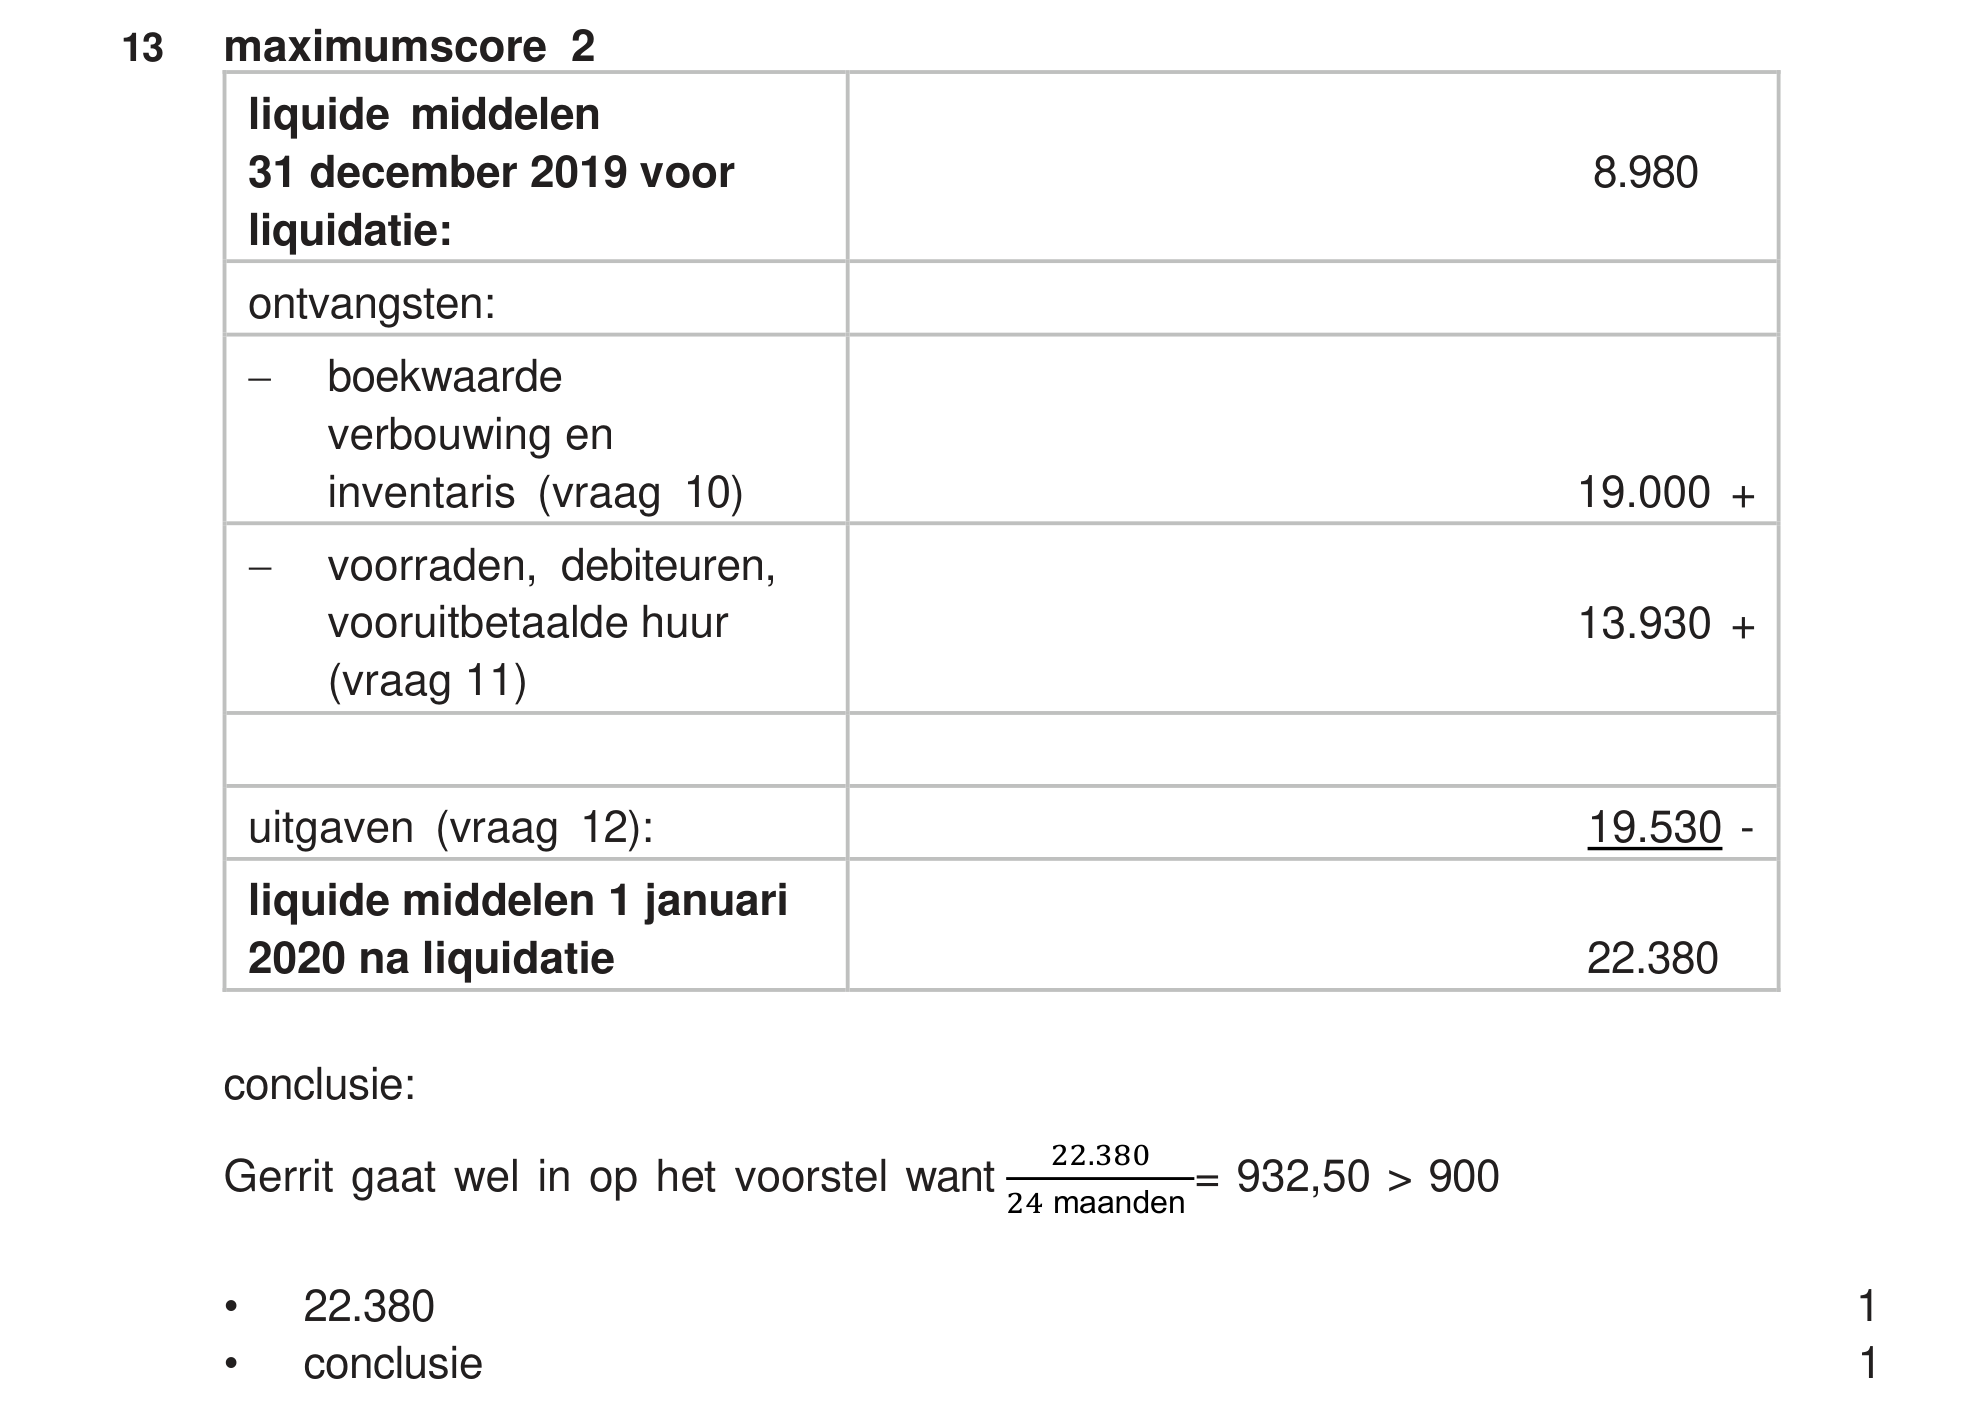 13 maximumscore 2
liquide middelen
31 december 2019 voor
liquidatie:
8.980
ontvangsten:
– boekwaarde
verbouwing en
inventaris (vraag 10)
19.000 +
– voorraden, debiteuren,
vooruitbetaalde huur
(vraag 11)
13.930 +
uitgaven (vraag 12):
19.530 -
liquide middelen 1 januari
2020 na liquidatie
22.380
conclusie:
Gerrit gaat wel in op het voorstel want 22.380 / 24 maanden = 932,50 > 900
• 22.380 1
• conclusie 1